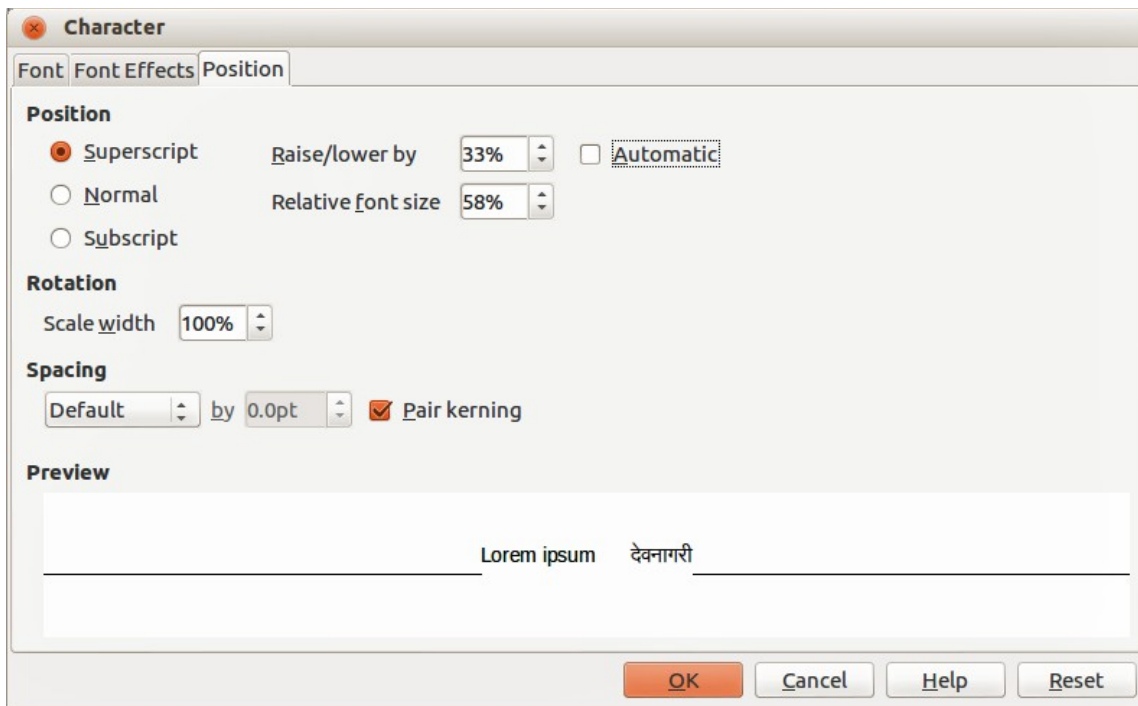 Character
Font Font Effects Position
Position
Superscript Raise/lower by 33% Automatic
Normal Relative font size 58%
Subscript
Rotation
Scale width 100%
Spacing
Default by 0.0pt Pair kerning
Preview
Lorem ipsum देवनागरी
OK Cancel Help Reset